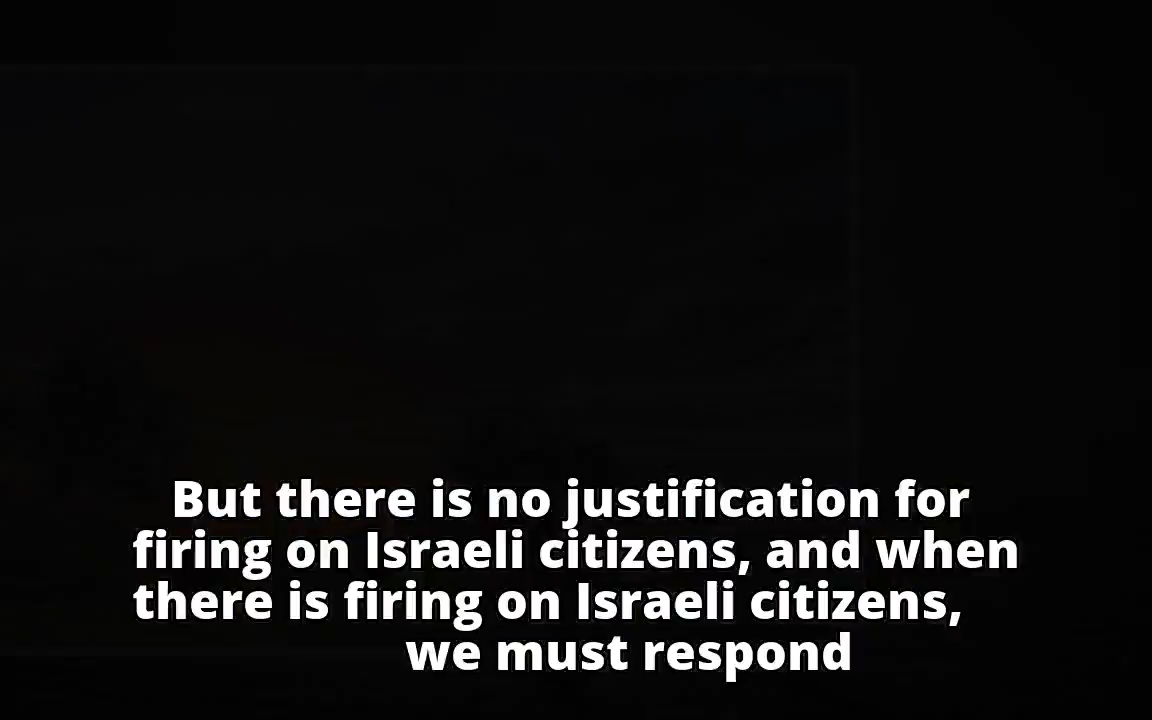 But there is no justification for
firing on Israeli citizens, and when
there is firing on Israeli citizens,
we must respond